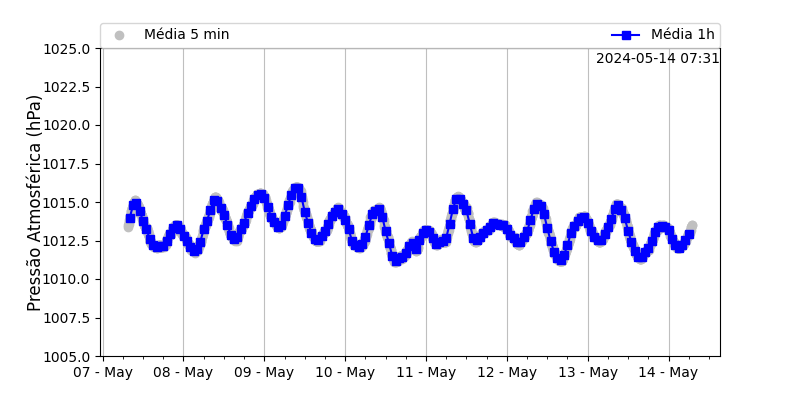 Média 5 min
Média 1h
2024-05-14 07:31
Pressão Atmosférica (hPa)
1025.0
1022.5
1020.0
1017.5
1015.0
1012.5
1010.0
1007.5
1005.0
07 - May
08 - May
09 - May
10 - May
11 - May
12 - May
13 - May
14 - May